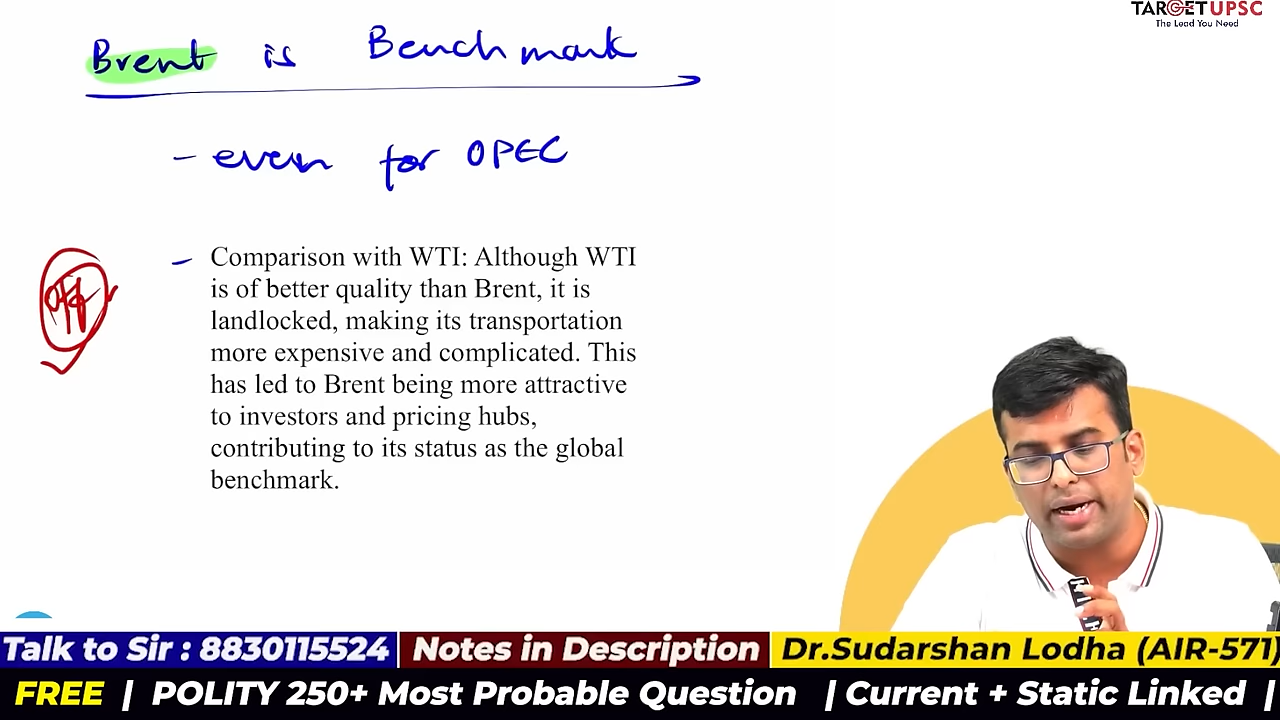 TARGETUPSC
The Lead You Need
Brent is Benchmark
- even for OPEC
- Comparison with WTI: Although WTI
is of better quality than Brent, it is
landlocked, making its transportation
more expensive and complicated. This
has led to Brent being more attractive
to investors and pricing hubs,
contributing to its status as the global
benchmark.
Talk to Sir : 8830115524 Notes in Description Dr.Sudarshan Lodha (AIR-571)
FREE | POLITY 250+ Most Probable Question | Current + Static Linked |